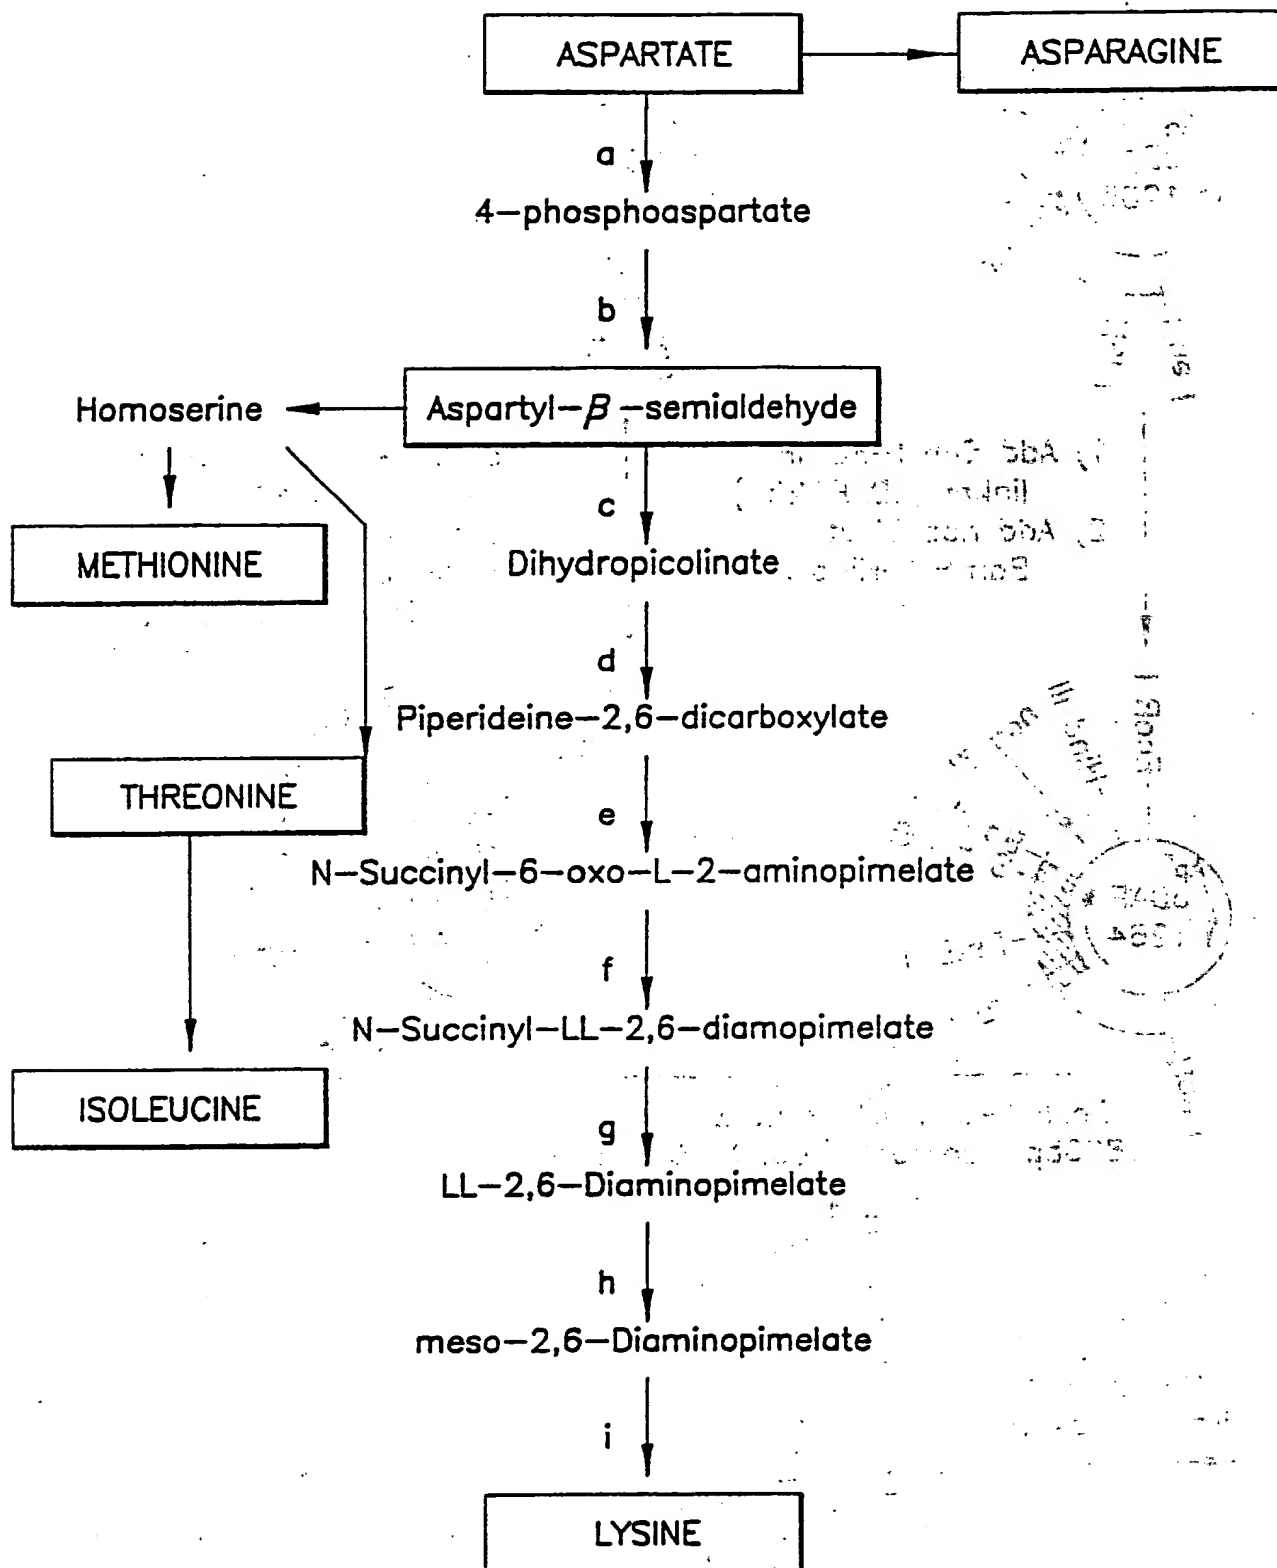 ASPARTATE
ASPARAGINE
a
4-phosphoaspartate
b
Homoserine
Aspartyl-β-semialdehyde
c
METHIONINE
Dihydropicolinate
d
Piperideine-2,6-dicarboxylate
THREONINE
e
N-Succinyl-6-oxo-L-2-aminopimelate
f
N-Succinyl-LL-2,6-diamopimelate
ISOLEUCINE
g
LL-2,6-Diaminopimelate
h
meso-2,6-Diaminopimelate
i
LYSINE